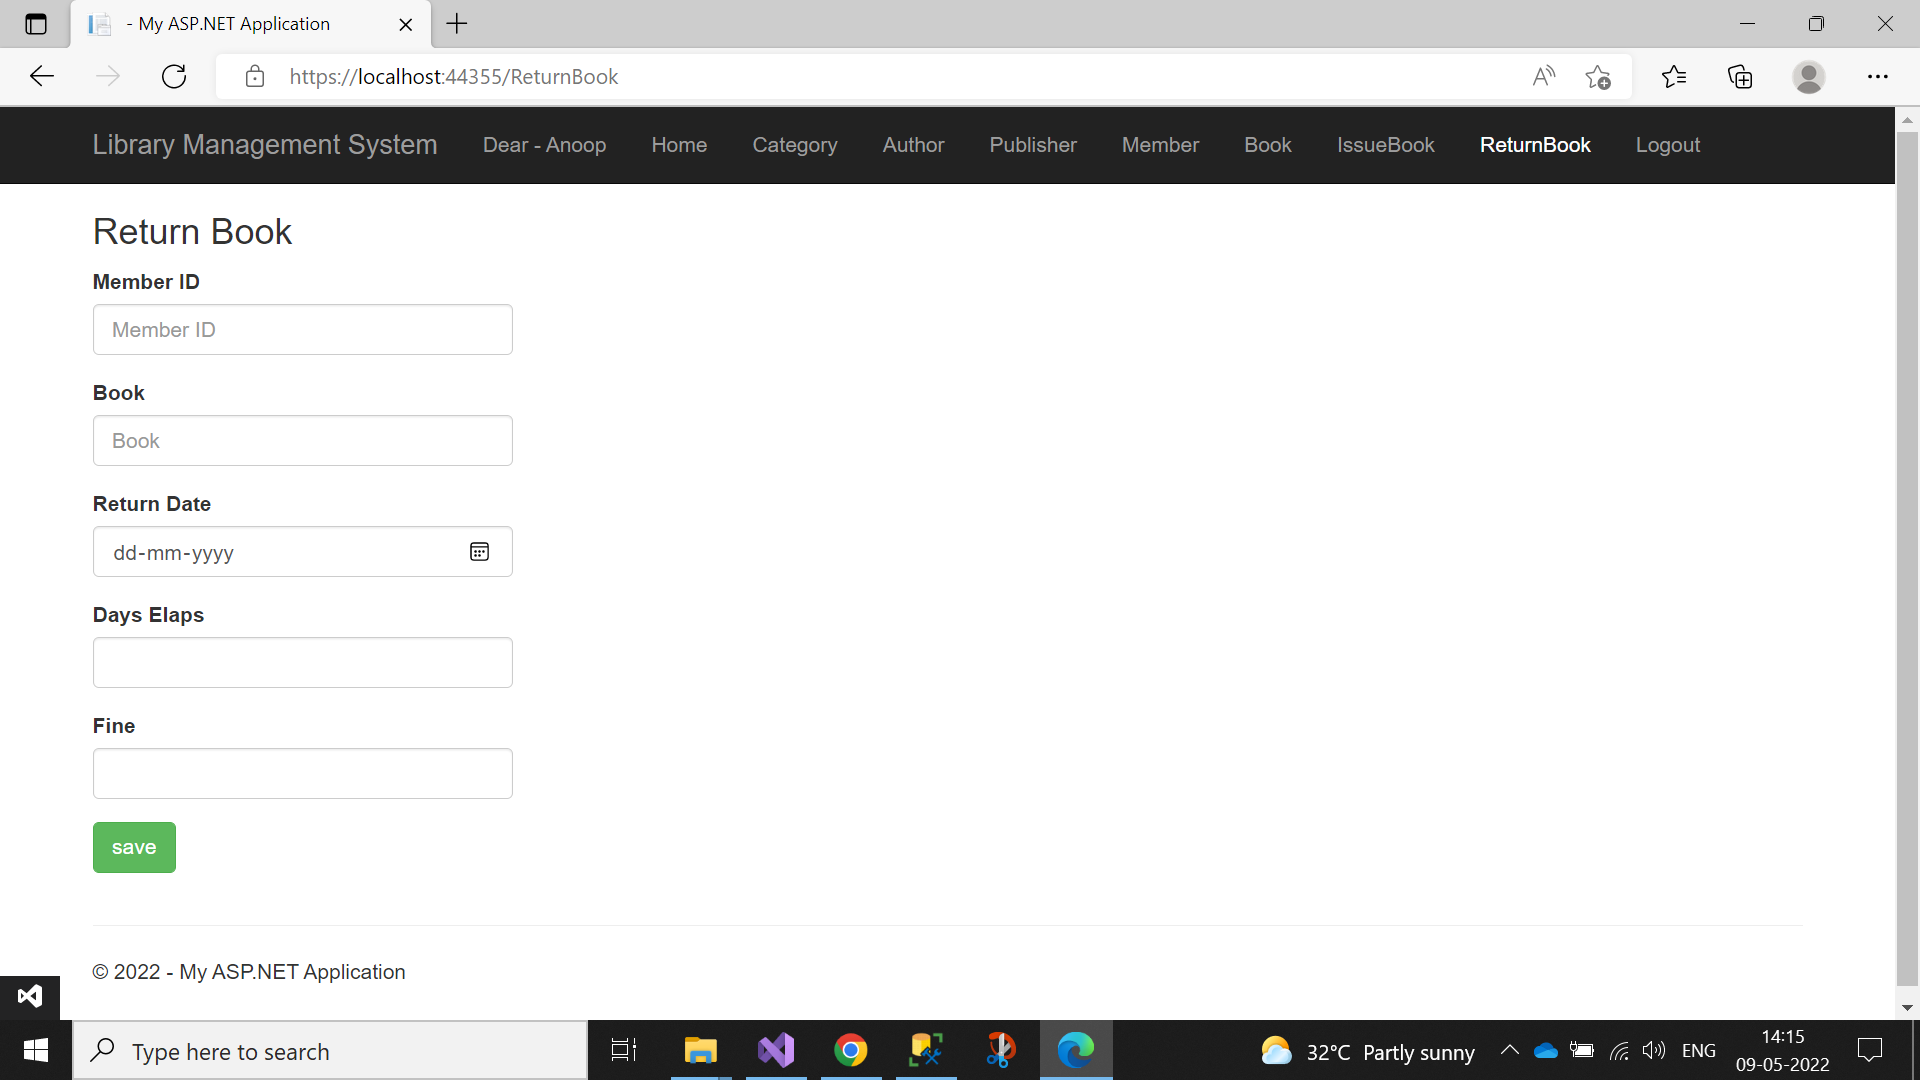 - My ASP.NET Application
https://localhost:44355/ReturnBook
Library Management System Dear - Anoop Home Category Author Publisher Member Book IssueBook ReturnBook Logout
Return Book
Member ID
Member ID
Book
Book
Return Date
dd-mm-yyyy
Days Elaps
Fine
save
© 2022 - My ASP.NET Application
Type here to search
32°C Partly sunny
ENG
14:15
09-05-2022